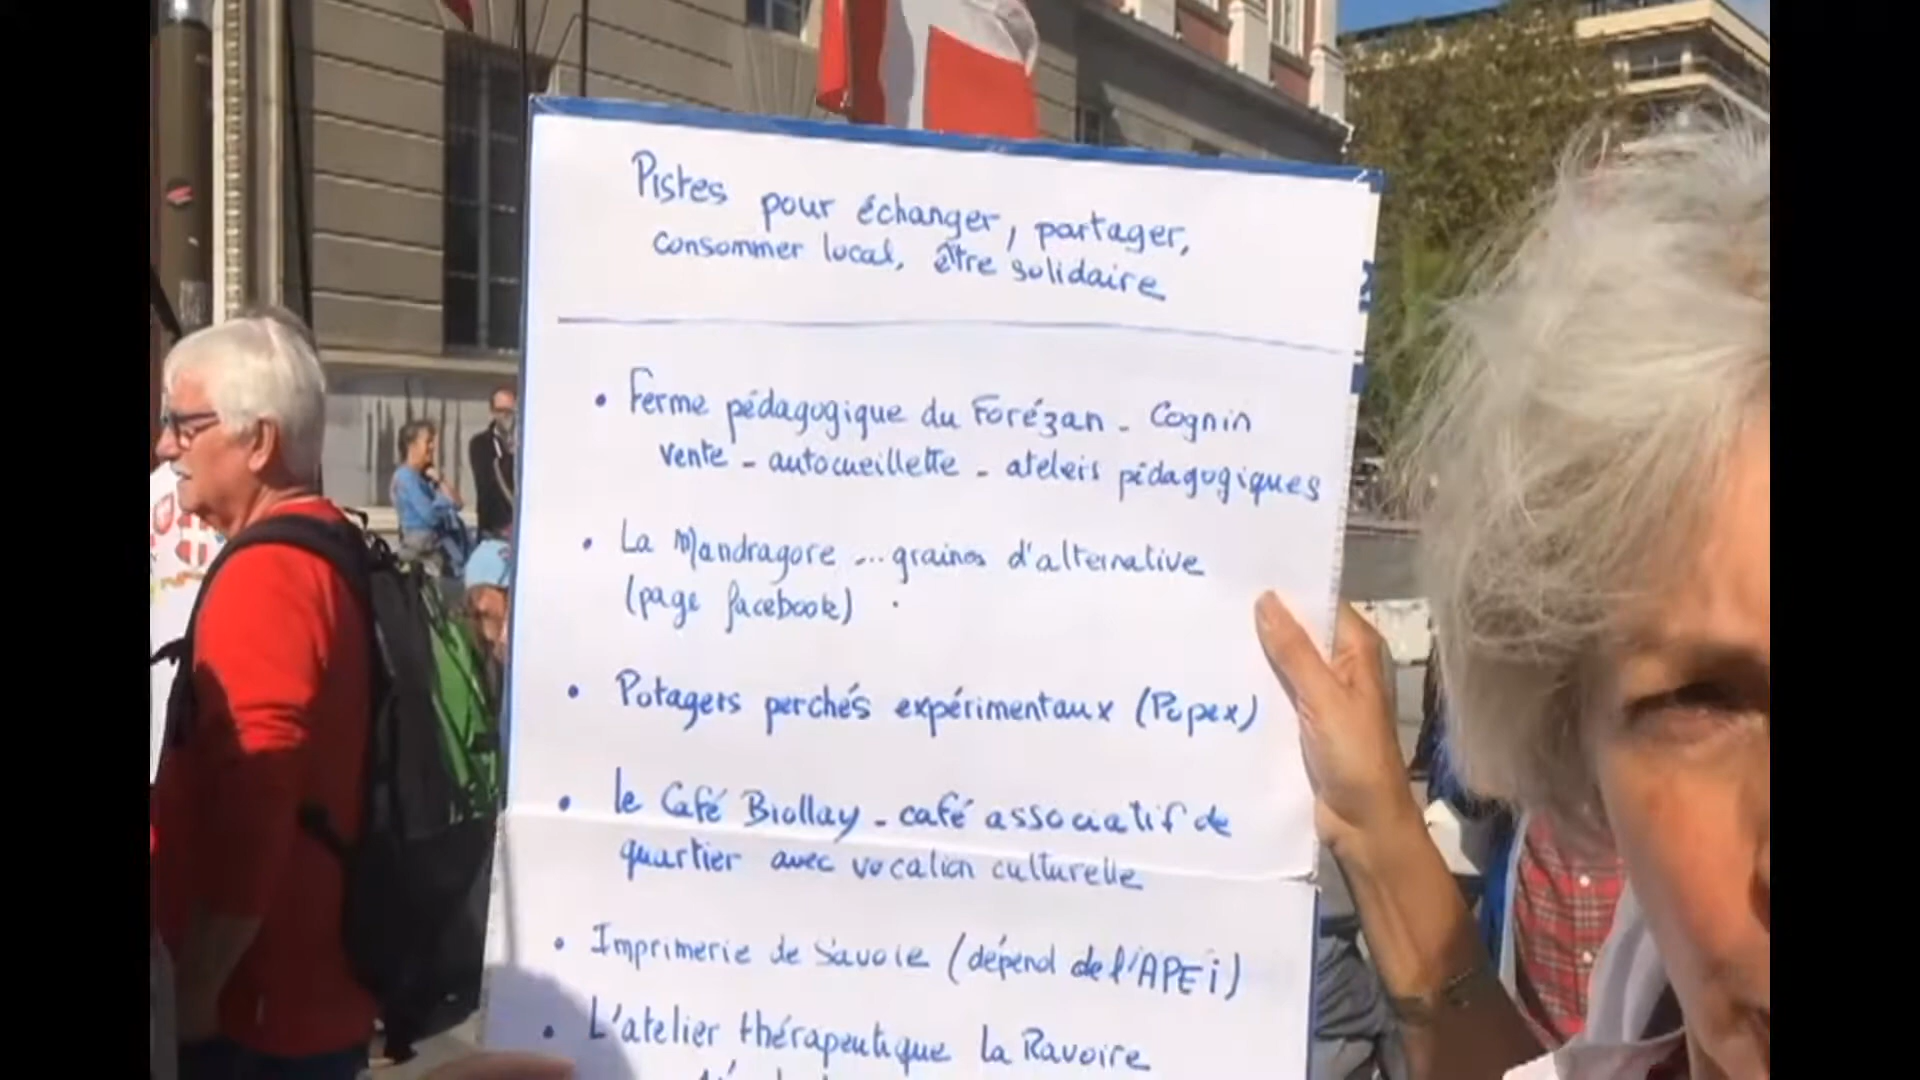 Pistes pour échanger, partager,
consommer local, être solidaire
• Ferme pédagogique du Forézan - Cognin
vente - autocueillette - ateleis pédagogiques
• La Mandragore ... graines d'alternative
(page facebook)
• Potagers perchés expérimentaux (Popex)
• le Café Biollay - café associatif de
quartier avec vocation culturelle
• Imprimerie de Savoie (dépend de l'APEi)
• L'atelier thérapeutique la Ravoire